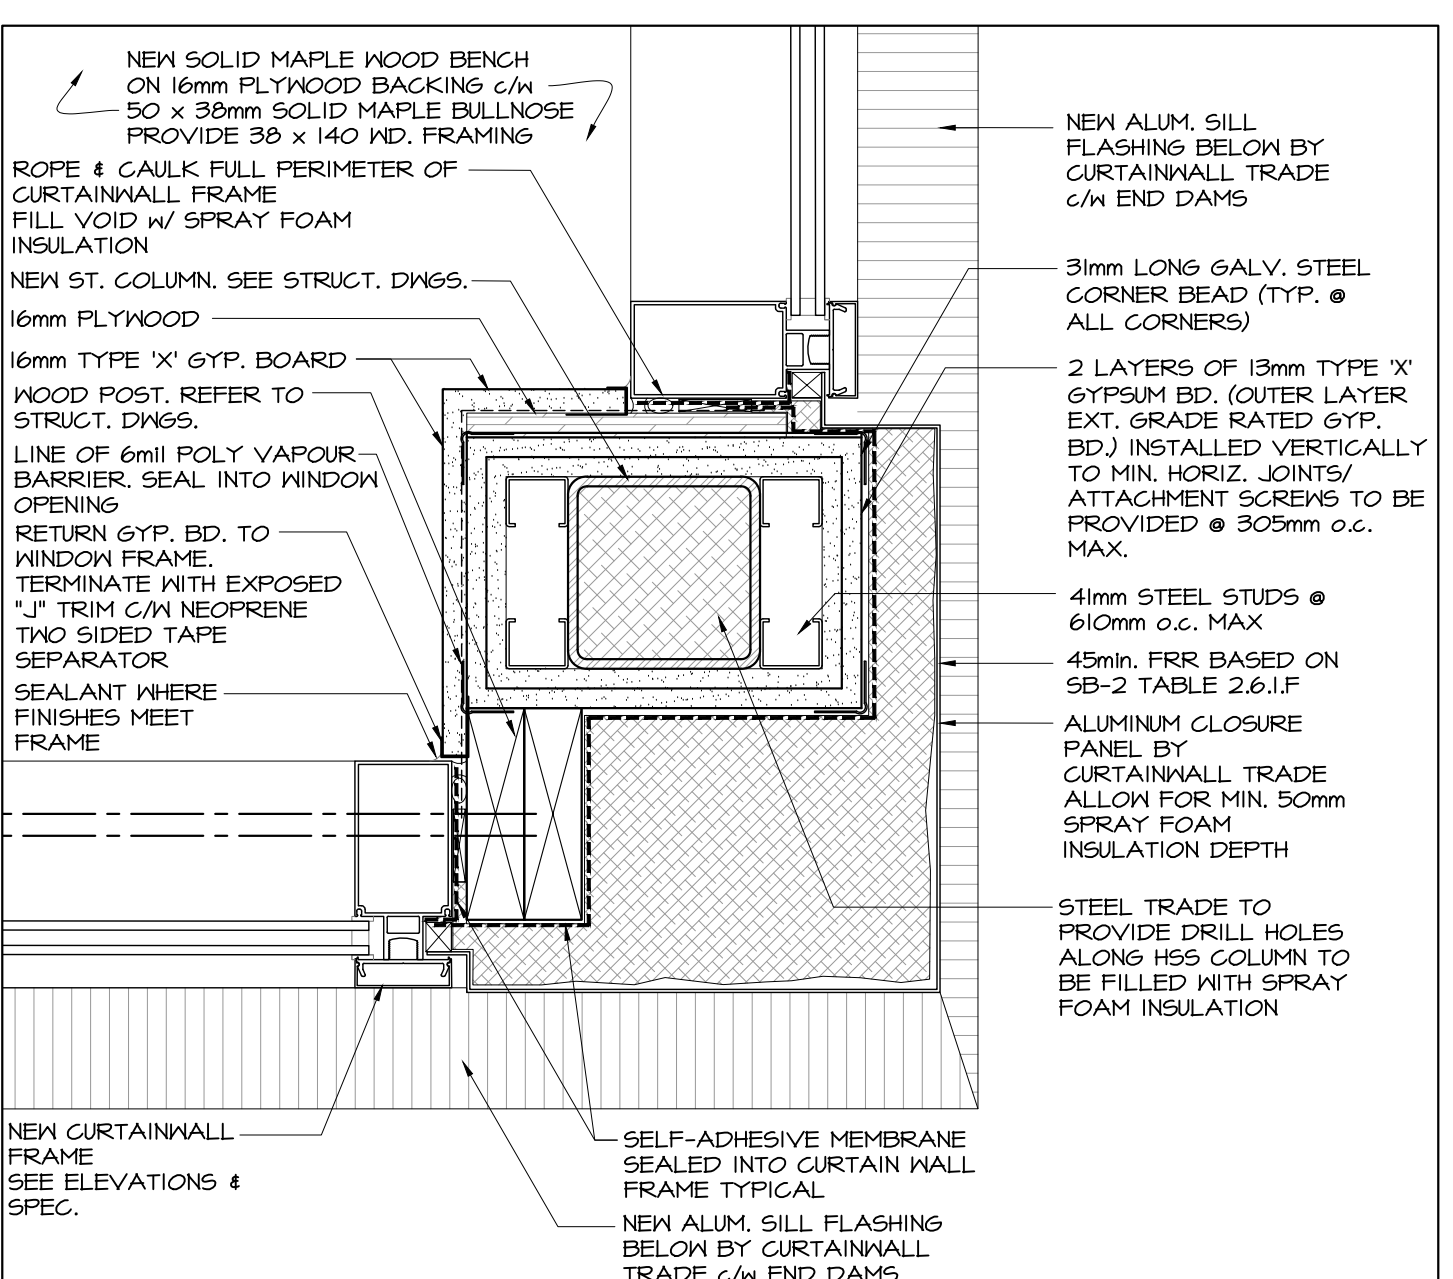 NEW SOLID MAPLE WOOD BENCH
ON 16mm PLYWOOD BACKING c/w
50 x 38mm SOLID MAPLE BULLNOSE
PROVIDE 38 x 140 WD. FRAMING
ROPE & CAULK FULL PERIMETER OF
CURTAINWALL FRAME
FILL VOID w/ SPRAY FOAM
INSULATION
NEW ST. COLUMN. SEE STRUCT. DWGS.
16mm PLYWOOD
16mm TYPE 'X' GYP. BOARD
WOOD POST. REFER TO
STRUCT. DWGS.
LINE OF 6mil POLY VAPOUR
BARRIER. SEAL INTO WINDOW
OPENING
RETURN GYP. BD. TO
WINDOW FRAME.
TERMINATE WITH EXPOSED
"J" TRIM C/W NEOPRENE
TWO SIDED TAPE
SEPARATOR
SEALANT WHERE
FINISHES MEET
FRAME
NEW CURTAINWALL
FRAME
SEE ELEVATIONS &
SPEC.
SELF-ADHESIVE MEMBRANE
SEALED INTO CURTAIN WALL
FRAME TYPICAL
NEW ALUM. SILL FLASHING
BELOW BY CURTAINWALL
TRADE c/w END DAMS
NEW ALUM. SILL
FLASHING BELOW BY
CURTAINWALL TRADE
c/w END DAMS
31mm LONG GALV. STEEL
CORNER BEAD (TYP. @
ALL CORNERS)
2 LAYERS OF 13mm TYPE 'X'
GYPSUM BD. (OUTER LAYER
EXT. GRADE RATED GYP.
BD.) INSTALLED VERTICALLY
TO MIN. HORIZ. JOINTS/
ATTACHMENT SCREWS TO BE
PROVIDED @ 305mm o.c.
MAX.
41mm STEEL STUDS @
610mm o.c. MAX
45min. FRR BASED ON
SB-2 TABLE 2.6.1.F
ALUMINUM CLOSURE
PANEL BY
CURTAINWALL TRADE
ALLOW FOR MIN. 50mm
SPRAY FOAM
INSULATION DEPTH
STEEL TRADE TO
PROVIDE DRILL HOLES
ALONG HSS COLUMN TO
BE FILLED WITH SPRAY
FOAM INSULATION